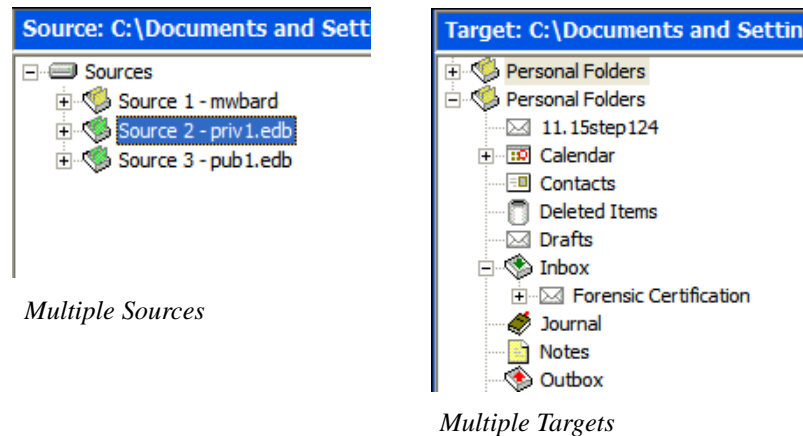 Source: C:\Documents and Sett
Sources
Source 1 - mwbard
Source 2 - priv1.edb
Source 3 - pub1.edb
Multiple Sources
Target: C:\Documents and Settin
Personal Folders
Personal Folders
11.15step124
Calendar
Contacts
Deleted Items
Drafts
Inbox
Forensic Certification
Journal
Notes
Outbox
Multiple Targets